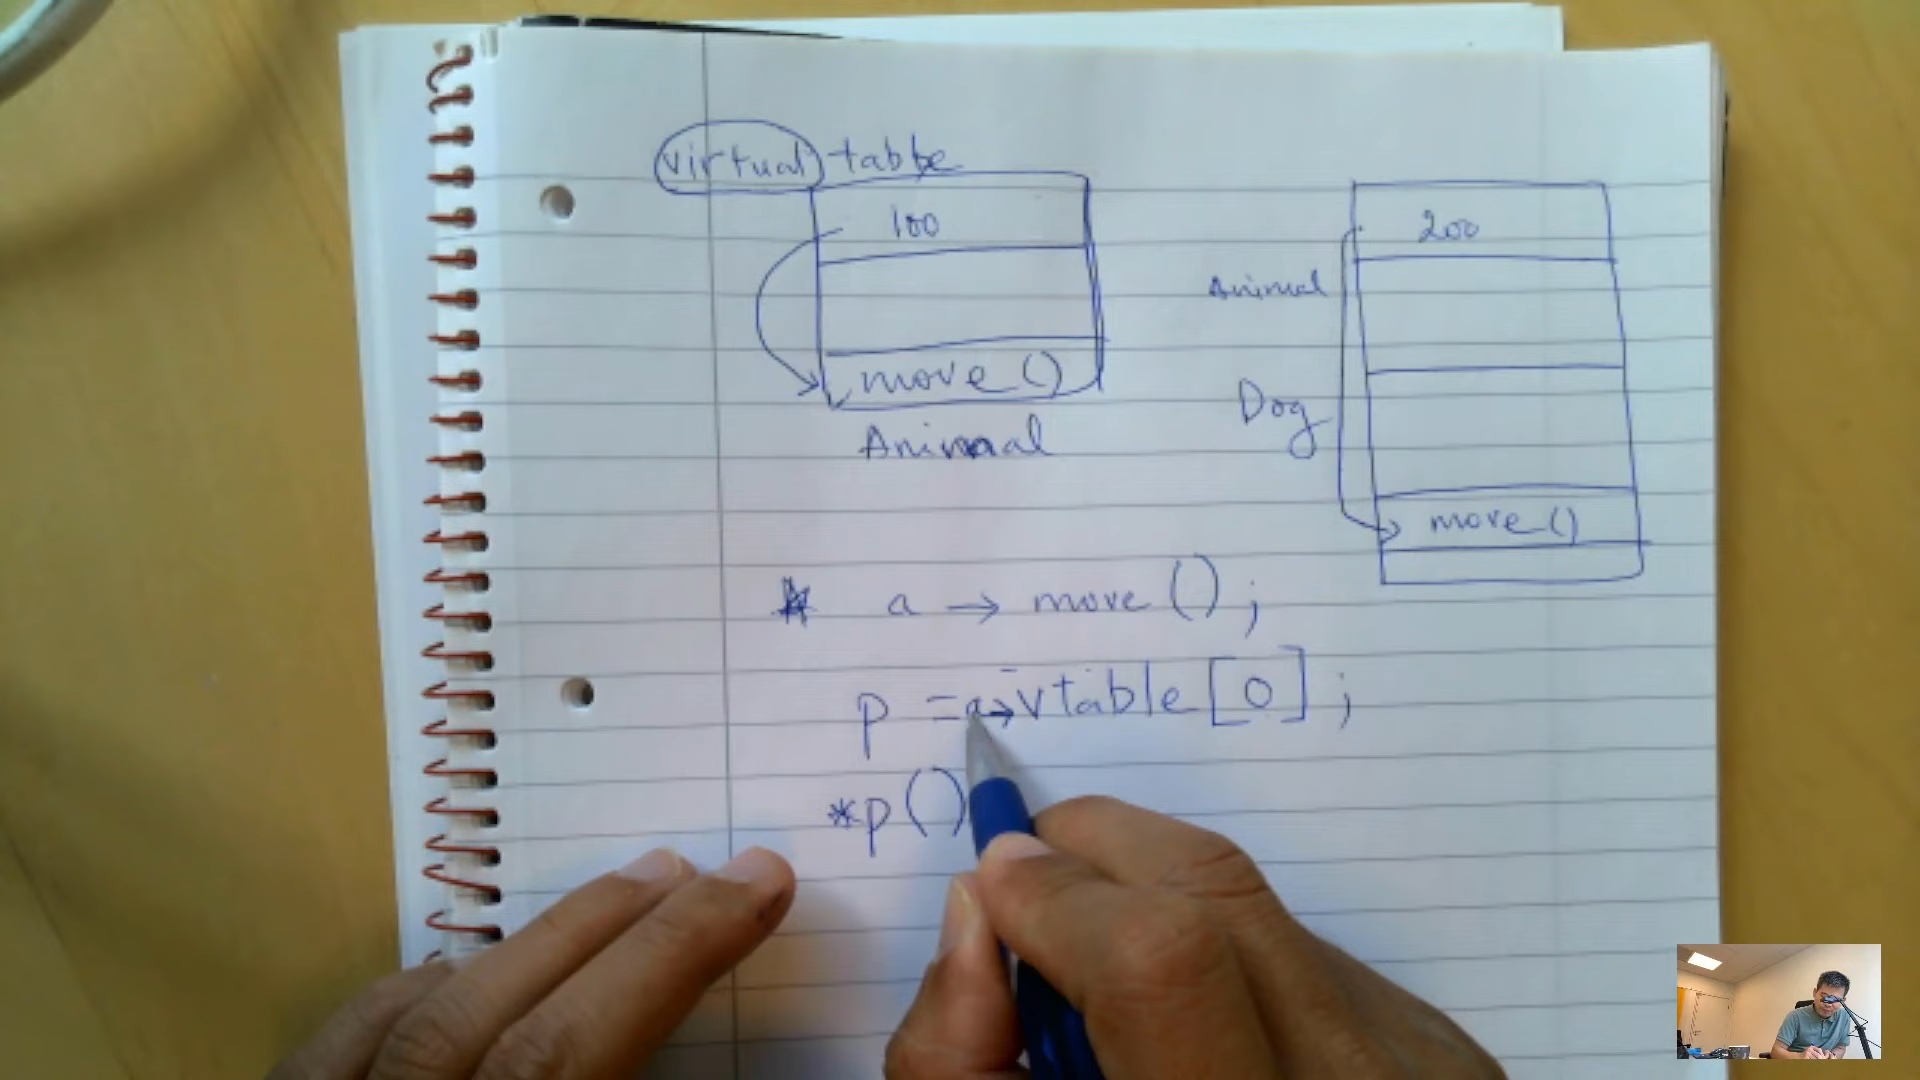 virtual table
100
200
Animal
move ()
Dog
Animal
move ()
* a → move () ;
p = a→vtable [0] ;
*p ()